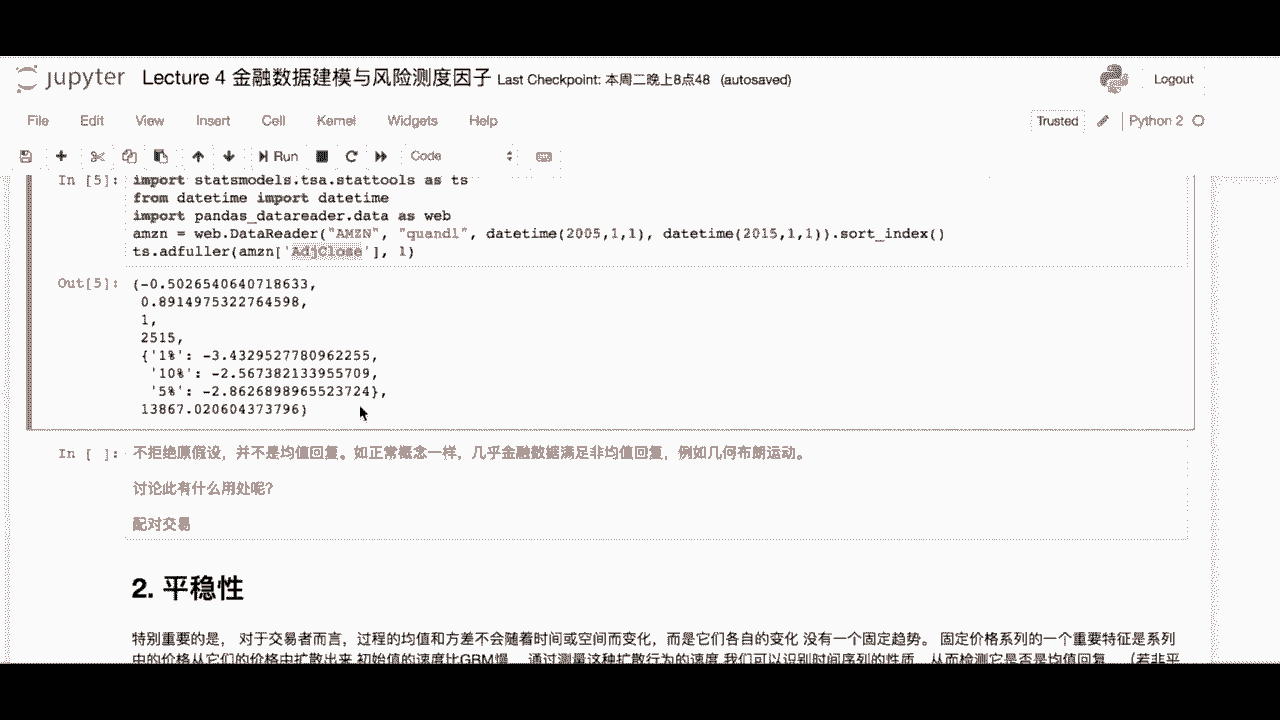 jupyter Lecture 4 金融数据建模与风险测度因子 Last Checkpoint: 本周二晚上8点48 (autosaved) Logout
File Edit View Insert Cell Kernel Widgets Help Trusted Python 2
Run Code
In [5]: import statsmodels.tsa.stattools as ts
from datetime import datetime
import pandas_datareader.data as web
amzn = web.DataReader("AMZN", "quandl", datetime(2005,1,1), datetime(2015,1,1)).sort_index()
ts.adfuller(amzn['AdjClose'], 1)
Out[5]: (-0.5026540640718633,
0.8914975322764598,
1,
2515,
{'1%': -3.4329527780962255,
'10%': -2.567382133955709,
'5%': -2.8626898965523724},
13867.020604373796)
In [ ]: 不拒绝原假设，并不是均值回复。如正常概念一样，几乎金融数据满足非均值回复，例如几何布朗运动。
讨论此有什么用处呢？
配对交易
2. 平稳性
特别重要的是， 对于交易者而言，过程的均值和方差不会随着时间或空间而变化，而是它们各自的变化 没有一个固定趋势。 固定价格系列的一个重要特征是系列
中的价格从它们的价格中扩散出来 初始值的速度比GBM慢 通过测量这种扩散行为的速度 我们可以识别时间序列的性质 从而检测它是否是均值回复 （若非平